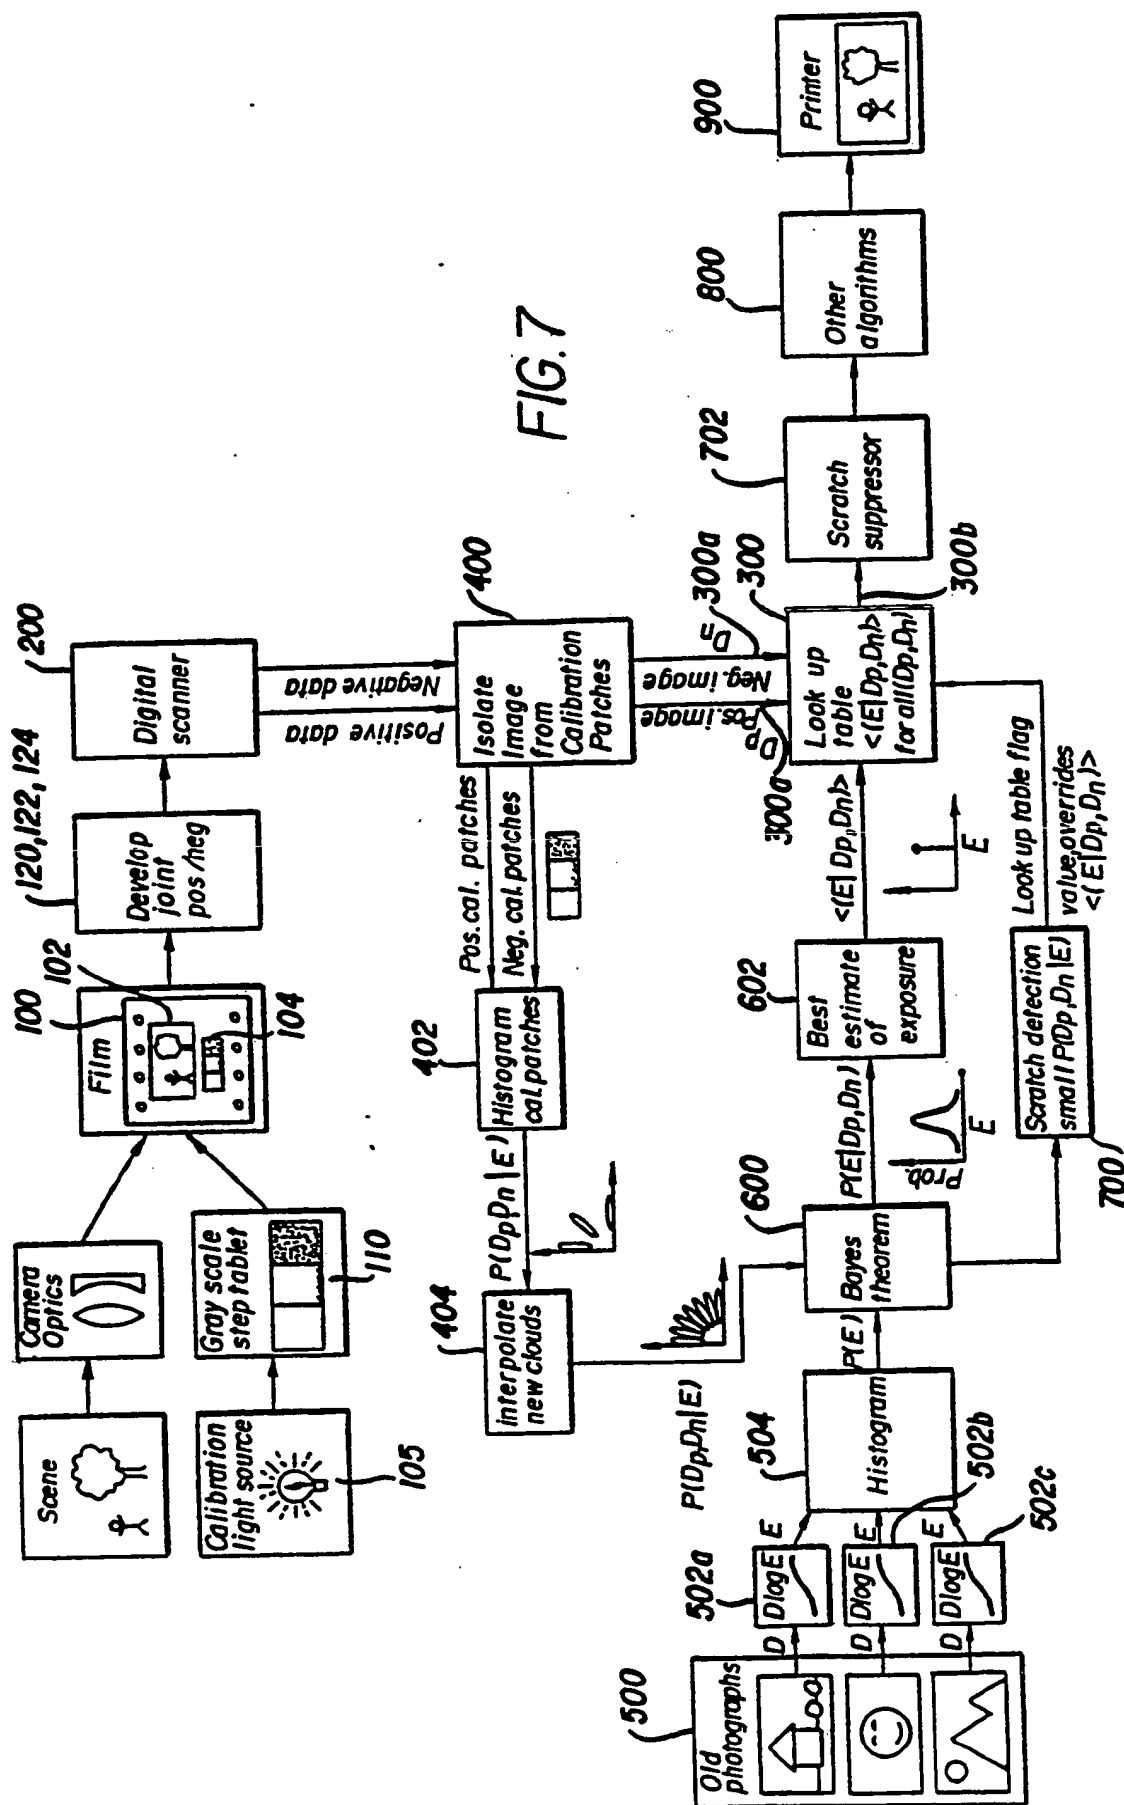 FIG. 7
Scene
Camera
Optics
Calibration
light source
105
Gray scale
step tablet
110
Film
100
102
104
Develop
joint
pos/neg
120, 122, 124
Digital
scanner
200
Positive data
Negative data
Isolate
Image
from
Calibration
Patches
400
Pos. cal. patches
Neg. cal. patches
Histogram
cal. patches
402
P(Dp,Dn | E)
interpolate
new clouds
404
P(Dp,Dn|E)
Old
photographs
500
D
D
D
DlogE
DlogE
DlogE
502a
502b
502c
E
E
E
Histogram
504
P(E)
Bayes
theorem
600
P(E|Dp,Dn)
Prob.
E
Best
estimate
of
exposure
602
<(E|Dp,Dn)>
E
Scratch detection
small P(Dp,Dn|E)
700
Look up table flag
value,overrides
<(E|Dp,Dn)>
Dp
Pos.image
Dn
Neg.image
300a
300a
300
Look up
table
<(E|Dp,Dn)>
for all(Dp,Dn)
300b
Scratch
suppressor
702
Other
algorithms
800
Printer
900